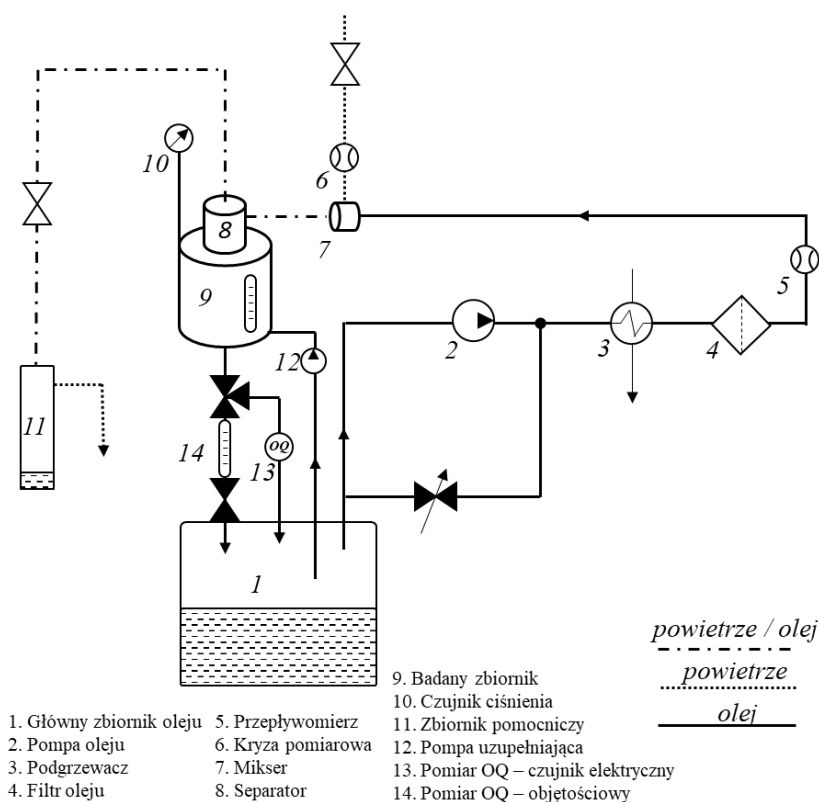 10
6
8
7
9
5
2
3
4
12
11
14
OQ
13
1
powietrze / olej
powietrze
olej
1. Główny zbiornik oleju
2. Pompa oleju
3. Podgrzewacz
4. Filtr oleju
5. Przepływomierz
6. Kryza pomiarowa
7. Mikser
8. Separator
9. Badany zbiornik
10. Czujnik ciśnienia
11. Zbiornik pomocniczy
12. Pompa uzupełniająca
13. Pomiar OQ – czujnik elektryczny
14. Pomiar OQ – objętościowy